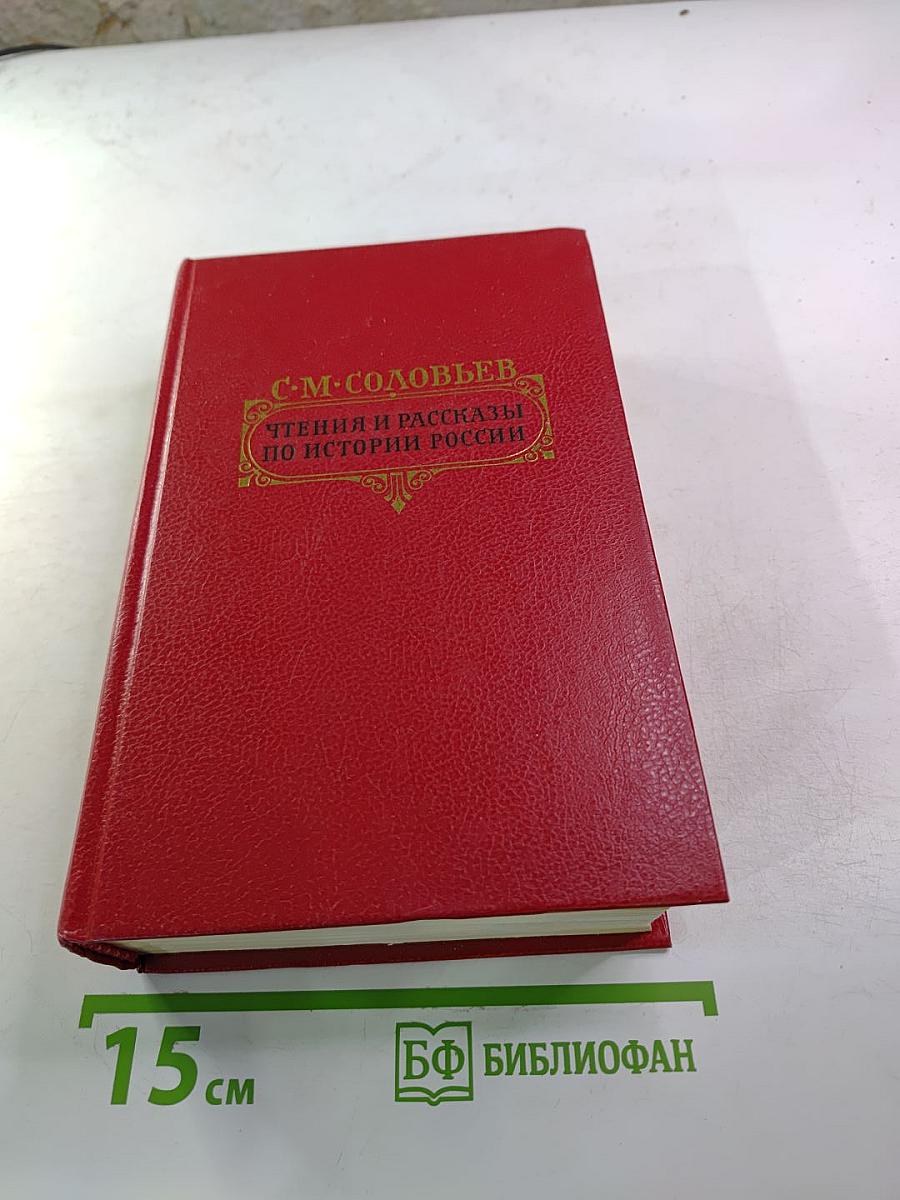 С·М·СОЛОВЬЕВ
ЧТЕНИЯ И РАССКАЗЫ
ПО ИСТОРИИ РОССИИ
15 см
БФ БИБЛИОФАН